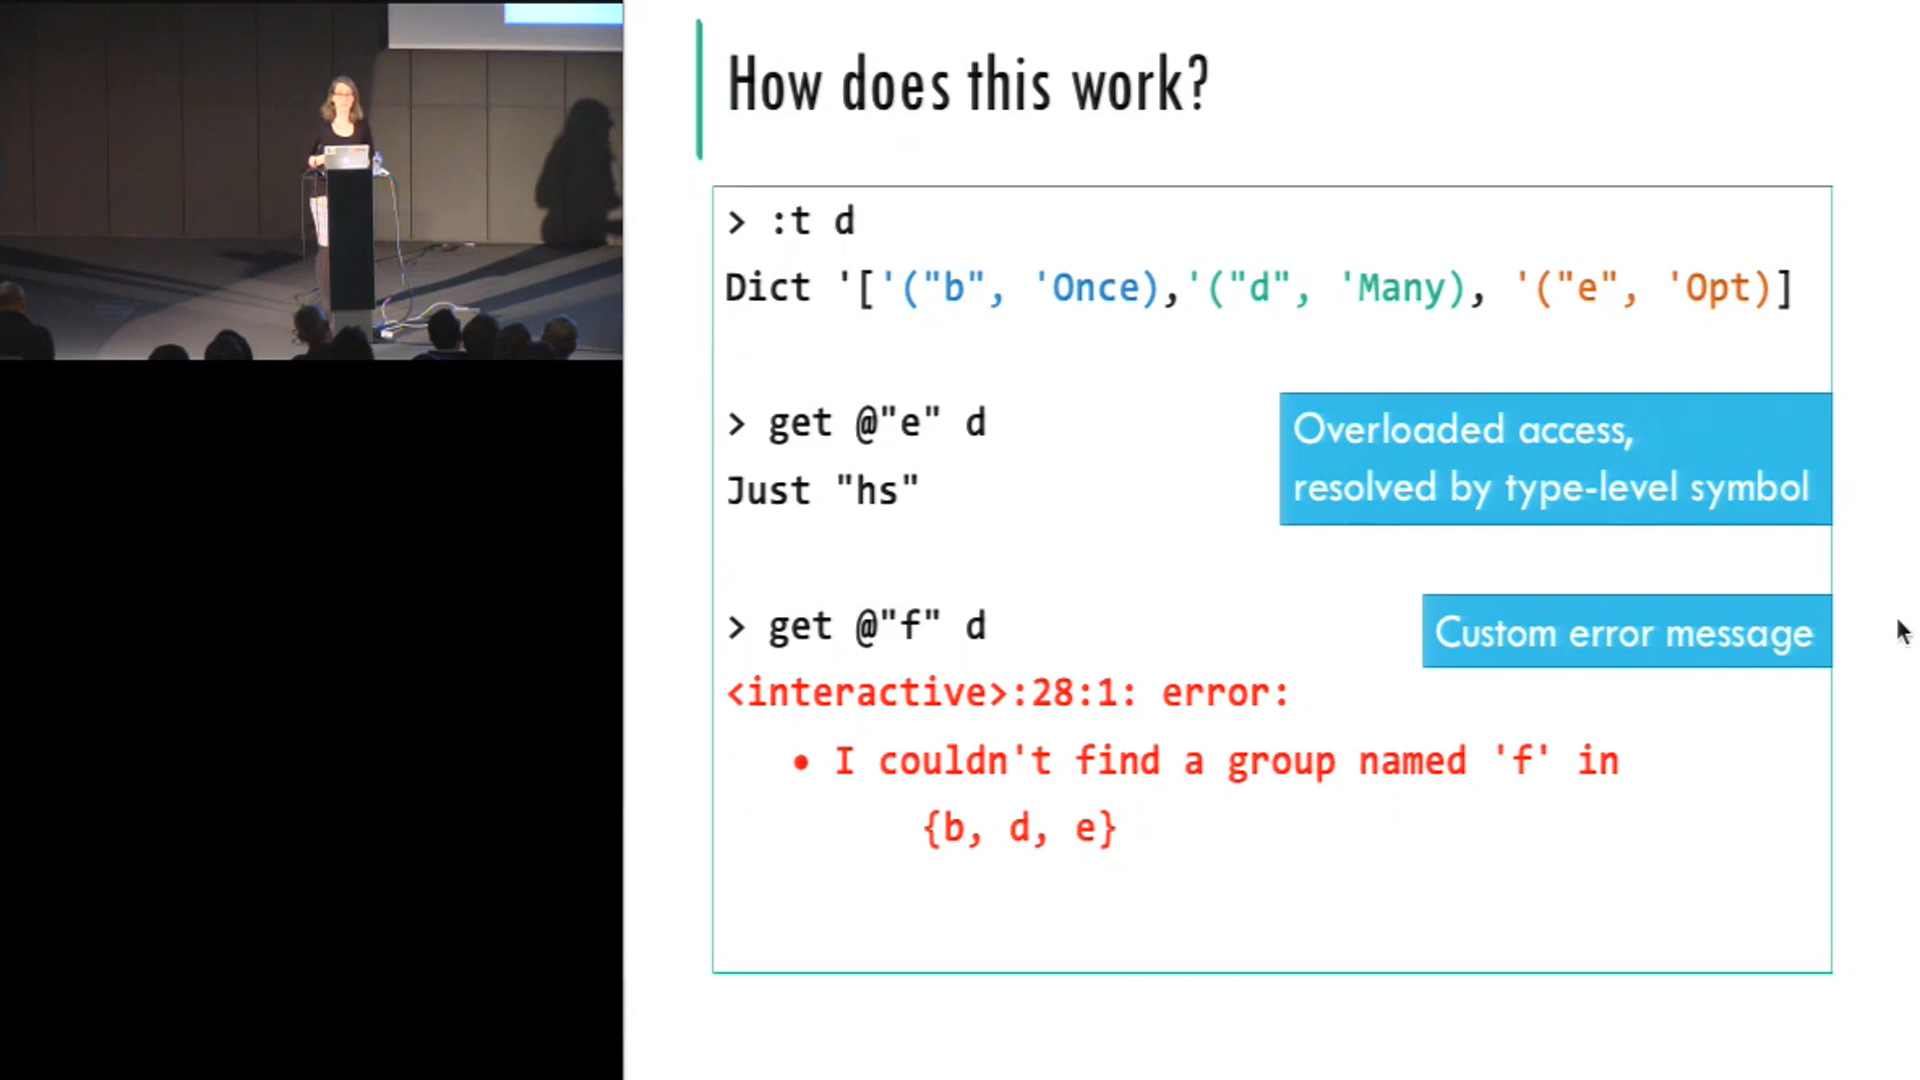 How does this work?
> :t d
Dict '['("b", 'Once),'("d", 'Many), '("e", 'Opt)]
> get @"e" d
Overloaded access,
resolved by type-level symbol
Just "hs"
> get @"f" d
Custom error message
<interactive>:28:1: error:
• I couldn't find a group named 'f' in
{b, d, e}